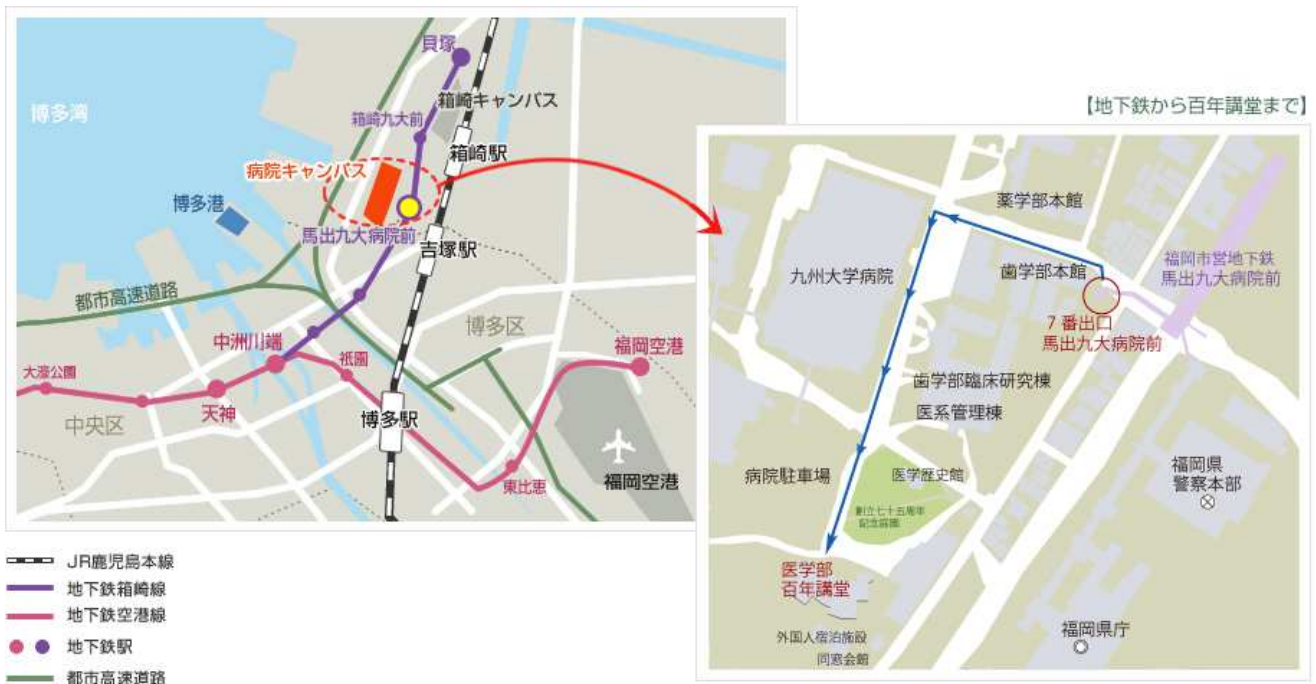 博多湾
貝塚
箱崎キャンパス
箱崎九大前
箱崎駅
病院キャンパス
博多港
馬出九大病院前
吉塚駅
都市高速道路
博多区
中洲川端
祇園
福岡空港
大濠公園
天神
中央区
博多駅
東比恵
福岡空港
JR鹿児島本線
地下鉄箱崎線
地下鉄空港線
地下鉄駅
都市高速道路
【地下鉄から百年講堂まで】
薬学部本館
九州大学病院
歯学部本館
福岡市営地下鉄
馬出九大病院前
7番出口
馬出九大病院前
歯学部臨床研究棟
医系管理棟
病院駐車場
医学歴史館
福岡県
警察本部
創立七十五周年
記念庭園
医学部
百年講堂
外国人宿泊施設
同窓会館
福岡県庁